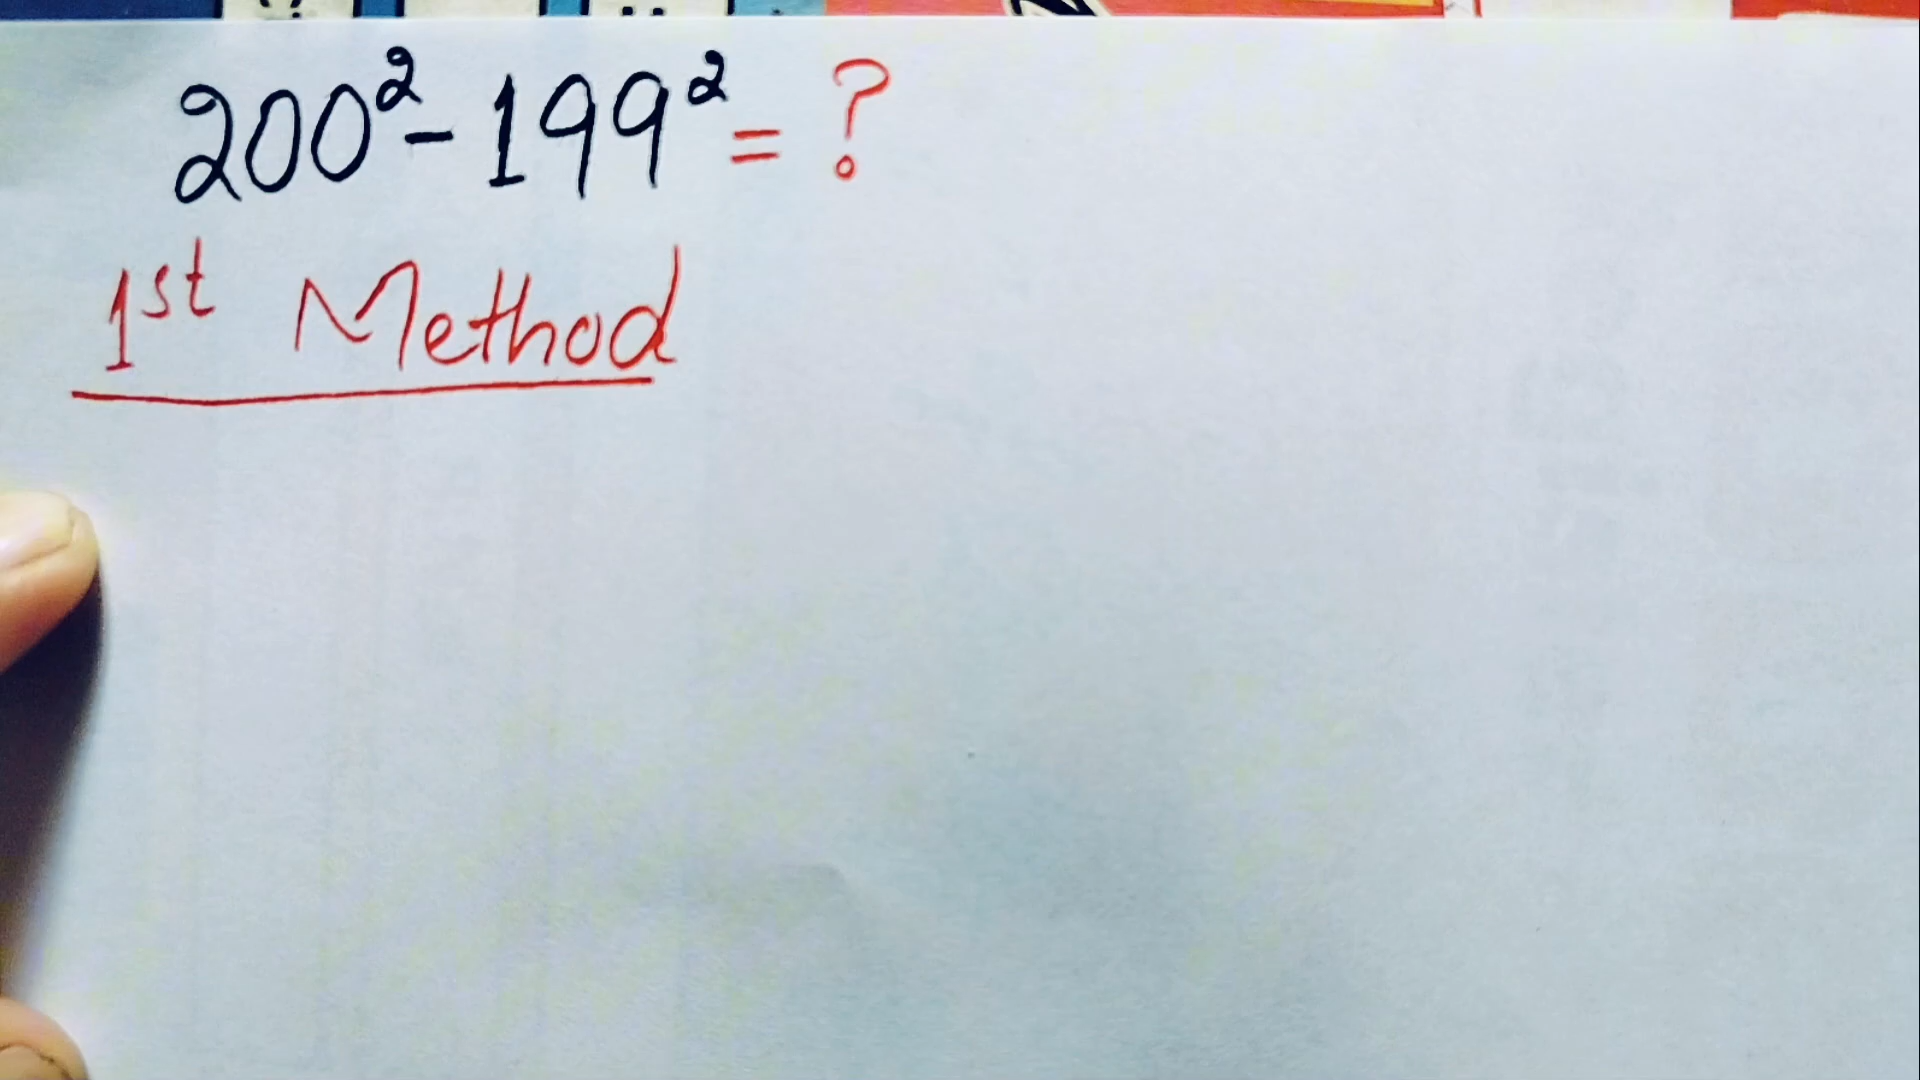 200² - 199² = ?
1st Method